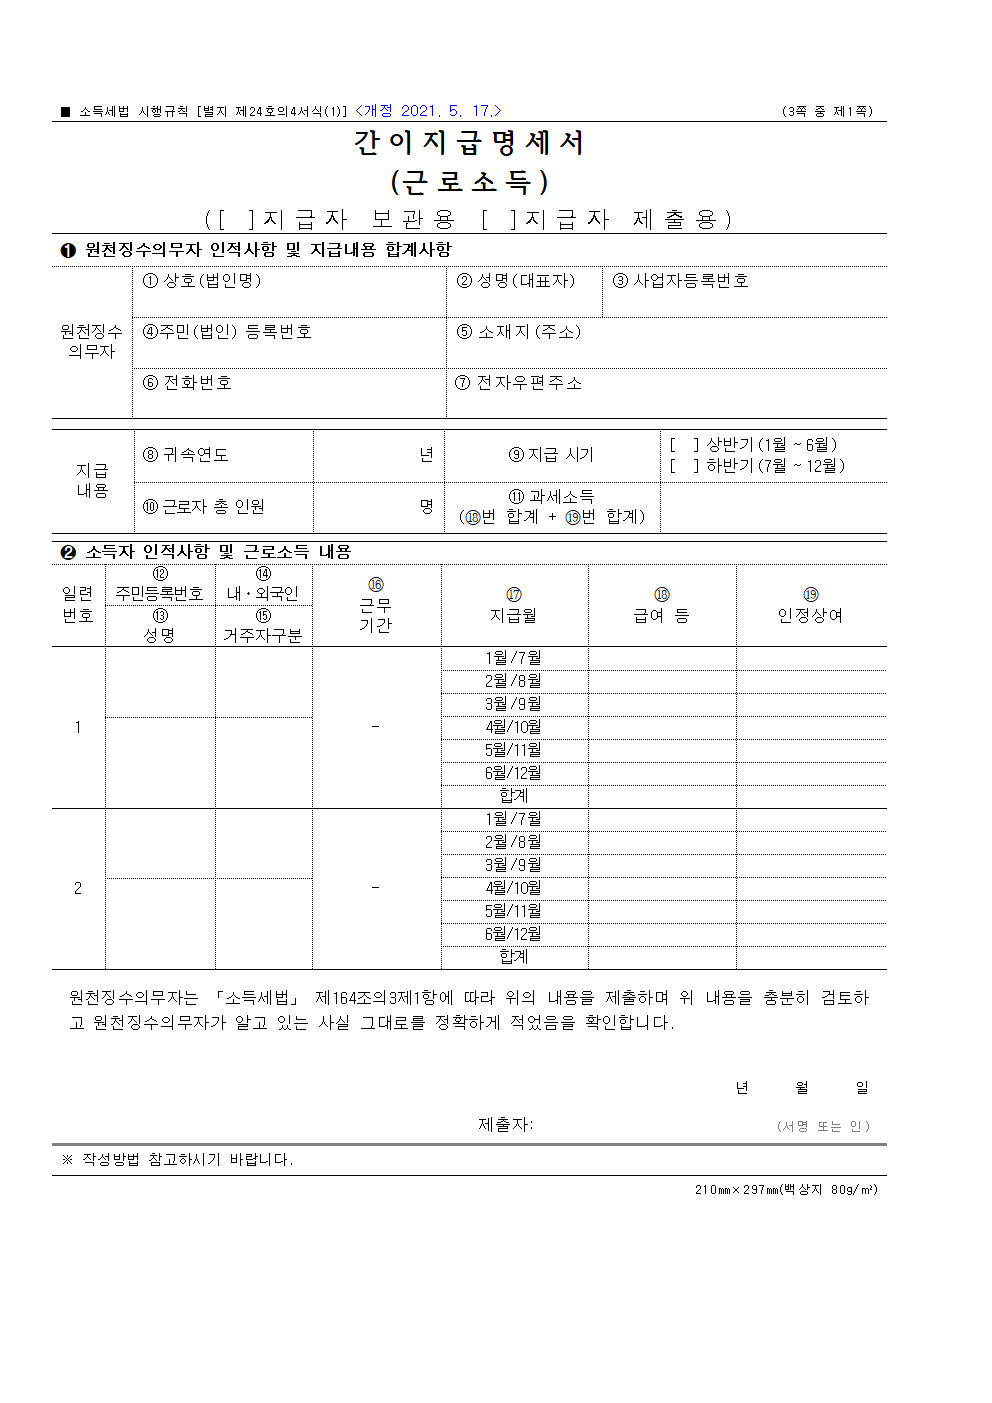 ■ 소득세법 시행규칙 [별지 제24호의4서식(1)] <개정 2021. 5. 17.> (3쪽 중 제1쪽)
간이지급명세서
(근로소득)
([ ]지급자 보관용 [ ]지급자 제출용)
❶ 원천징수의무자 인적사항 및 지급내용 합계사항
원천징수
의무자
① 상호(법인명) ② 성명(대표자) ③ 사업자등록번호
④주민(법인) 등록번호 ⑤ 소재지(주소)
⑥ 전화번호 ⑦ 전자우편주소
지급
내용
⑧ 귀속연도 년 ⑨지급 시기 [ ] 상반기(1월 ~ 6월)
[ ] 하반기(7월 ~ 12월)
⑩ 근로자 총 인원 명 ⑪ 과세소득
(⑱번 합계 + ⑲번 합계)
❷ 소득자 인적사항 및 근로소득 내용
일련
번호
⑫
주민등록번호
⑬
성명
⑭
내ㆍ외국인
⑮
거주자구분
⑯
근무
기간
⑰
지급월
⑱
급여 등
⑲
인정상여
1 -
1월/7월
2월/8월
3월/9월
4월/10월
5월/11월
6월/12월
합계
2 -
1월/7월
2월/8월
3월/9월
4월/10월
5월/11월
6월/12월
합계
원천징수의무자는 「소득세법」 제164조의3제1항에 따라 위의 내용을 제출하며 위 내용을 충분히 검토하
고 원천징수의무자가 알고 있는 사실 그대로를 정확하게 적었음을 확인합니다.
년 월 일
제출자: (서명 또는 인)
※ 작성방법 참고하시기 바랍니다.
210㎜×297㎜(백상지 80g/㎡)